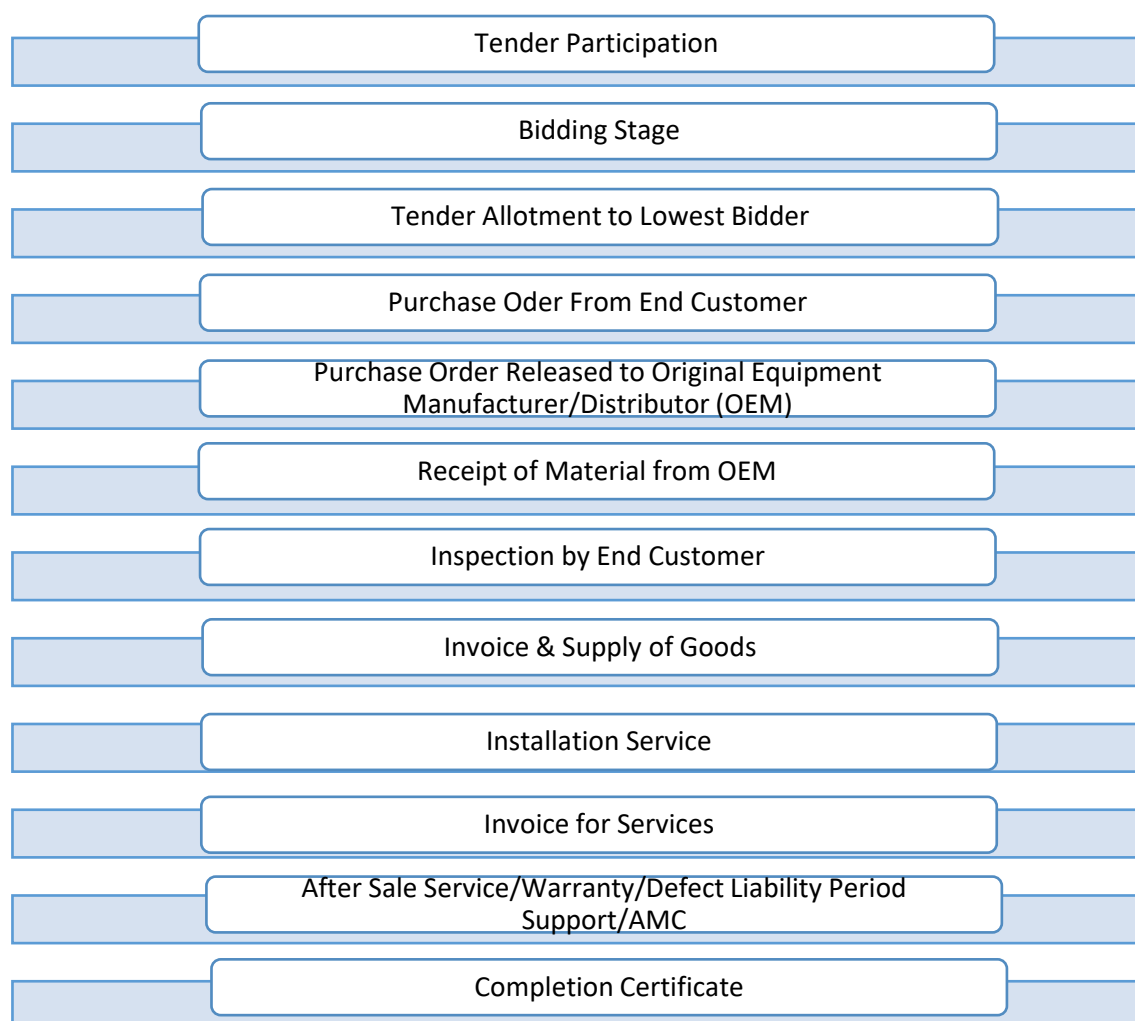 Tender Participation
Bidding Stage
Tender Allotment to Lowest Bidder
Purchase Oder From End Customer
Purchase Order Released to Original Equipment
Manufacturer/Distributor (OEM)
Receipt of Material from OEM
Inspection by End Customer
Invoice & Supply of Goods
Installation Service
Invoice for Services
After Sale Service/Warranty/Defect Liability Period
Support/AMC
Completion Certificate